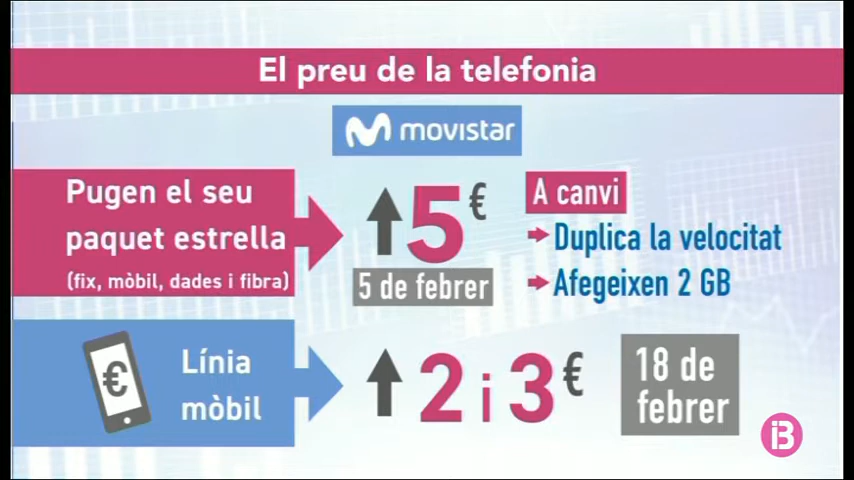 El preu de la telefonia
movistar
Pugen el seu
paquet estrella
(fix, mòbil, dades i fibra)
5€
5 de febrer
A canvi
Duplica la velocitat
Afegeixen 2 GB
€
Línia
mòbil
2 i 3€
18 de
febrer
IB